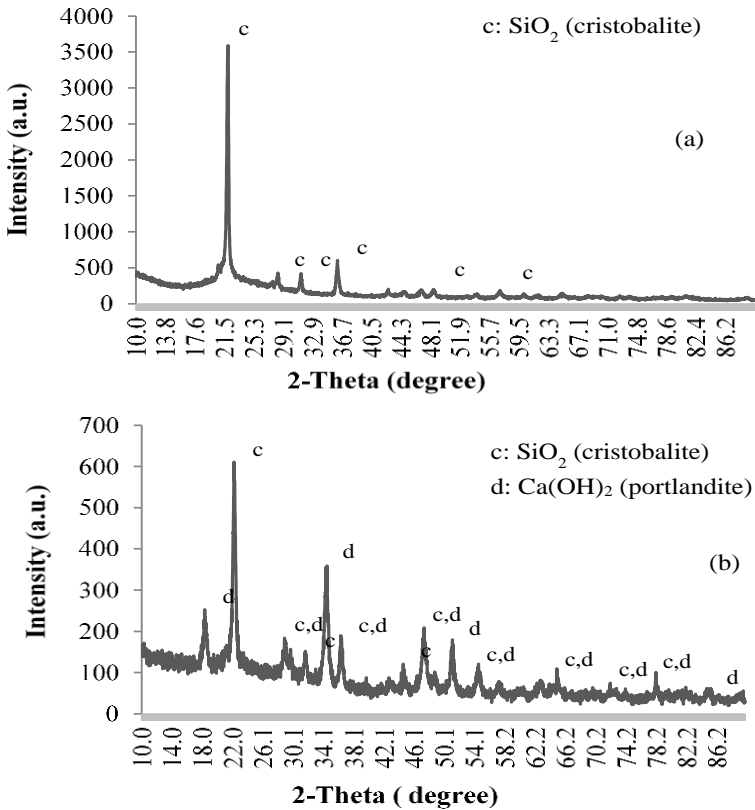 4000
c
c: SiO2 (cristobalite)
3500
3000
2500
(a)
2000
1500
1000
c
c c
c c
500
0
Intensity (a.u.)
10.0 13.8 17.6 21.5 25.3 29.1 32.9 36.7 40.5 44.3 48.1 51.9 55.7 59.5 63.3 67.1 71.0 74.8 78.6 82.4 86.2
2-Theta (degree)
700
c
c: SiO2 (cristobalite)
600
d: Ca(OH)2 (portlandite)
500
d
400
(b)
300
d
c,d c,d c,d
200
d
c c
c,d c,d c,d c,d
100
d
0
Intensity (a.u.)
10.0 14.0 18.0 22.0 26.1 30.1 34.1 38.1 42.1 46.1 50.1 54.1 58.2 62.2 66.2 70.2 74.2 78.2 82.2 86.2
2-Theta ( degree)